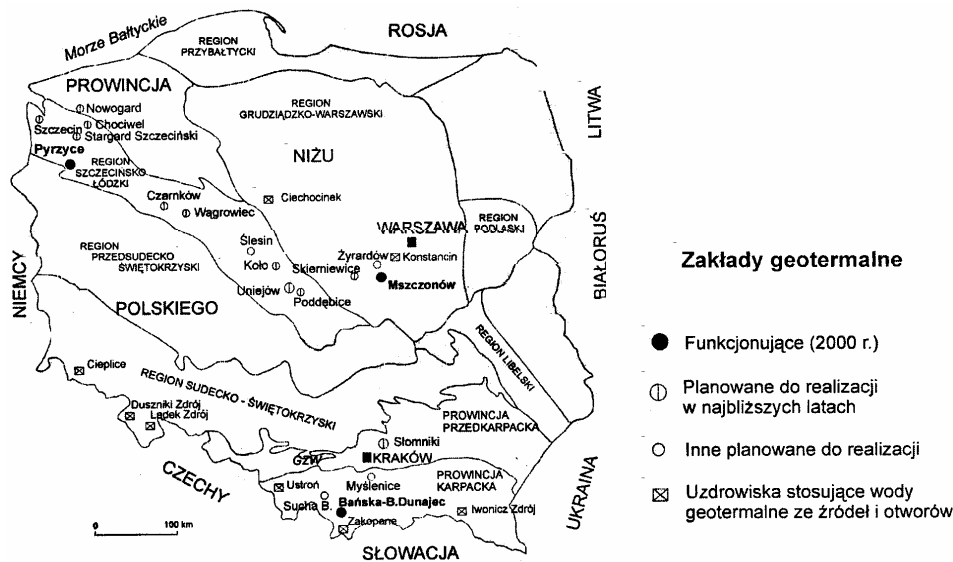 Morze Bałtyckie
ROSJA
REGION
PRZYBAŁTYCKI
PROWINCJA
LITWA
Nowogard
REGION
GRUDZIĄDZKO-WARSZAWSKI
Szczecin
Chociwel
Stargard Szczeciński
Pyrzyce
REGION
SZCZECIŃSKO
ŁÓDZKI
NIŻU
Czarnków
Wągrowiec
Ciechocinek
WARSZAWA
REGION
PODLASKI
BIAŁORUŚ
NIEMCY
REGION
PRZEDSUDECKO
ŚWIĘTOKRZYSKI
Ślesin
Koło
Żyrardów
Konstancin
Skierniewice
Mszczonów
Uniejów
Poddębice
POLSKIEGO
REGION LIBELSKI
Cieplice
REGION SUDECKO - ŚWIĘTOKRZYSKI
Duszniki Zdrój
Lądek Zdrój
PROWINCJA
PRZEDKARPACKA
Słomniki
GZW
KRAKÓW
CZECHY
Ustroń
Myślenice
PROWINCJA
KARPACKA
Sucha B.
Bańska-B.Dunajec
Iwonicz Zdrój
Zakopane
UKRAINA
SŁOWACJA
0 100 km
Zakłady geotermalne
Funkcjonujące (2000 r.)
Planowane do realizacji
w najbliższych latach
Inne planowane do realizacji
Uzdrowiska stosujące wody
geotermalne ze źródeł i otworów